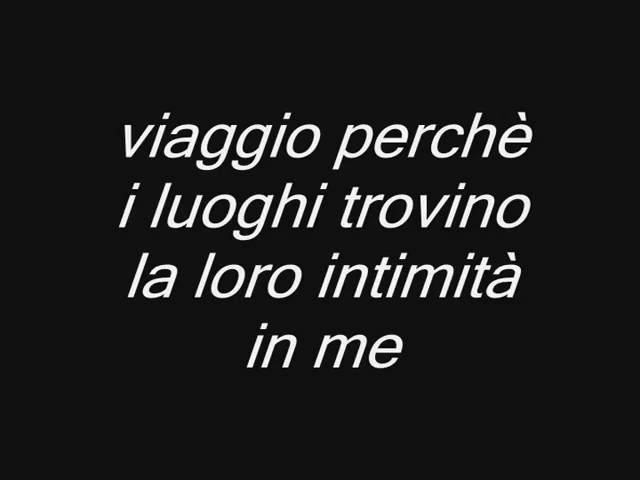 viaggio perchè
i luoghi trovino
la loro intimità
in me